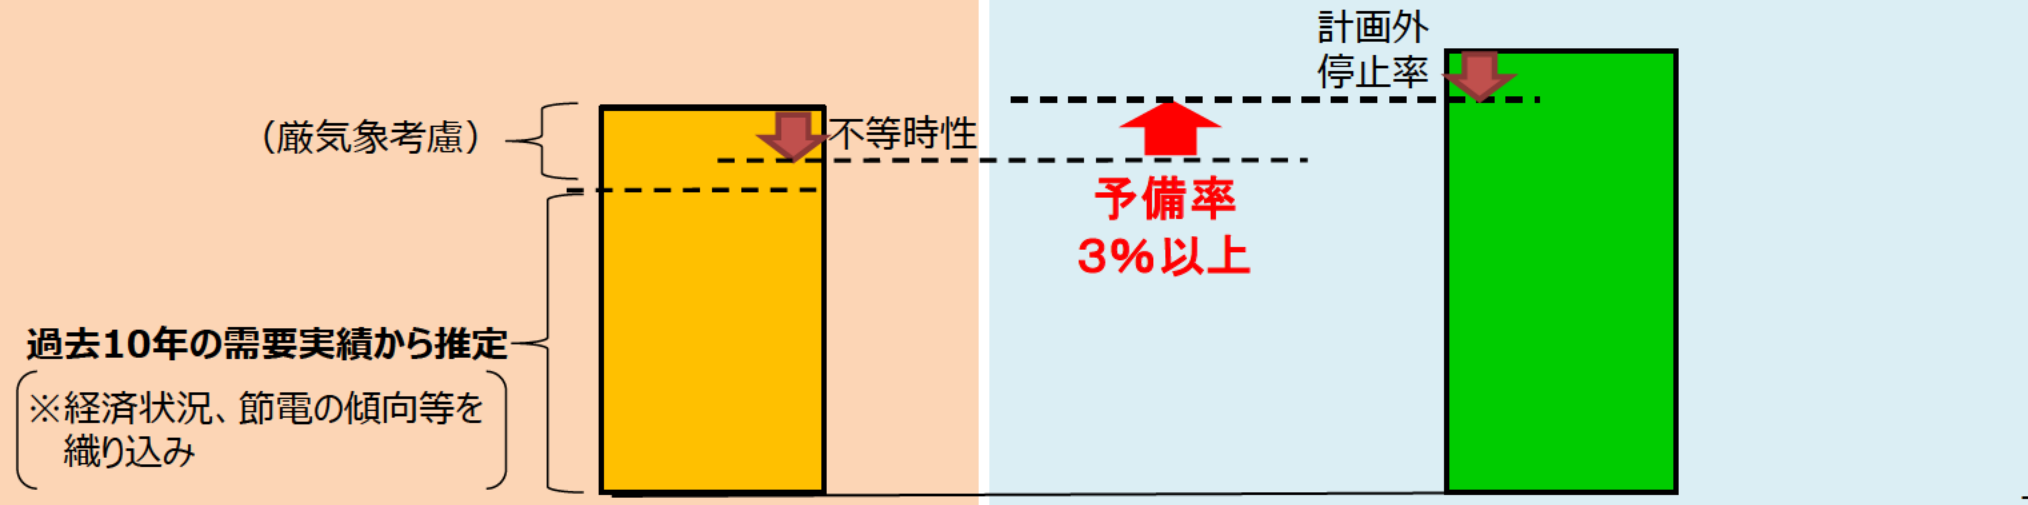 （厳気象考慮）
過去10年の需要実績から推定
※経済状況、節電の傾向等を
織り込み
不等時性
予備率
3%以上
計画外
停止率